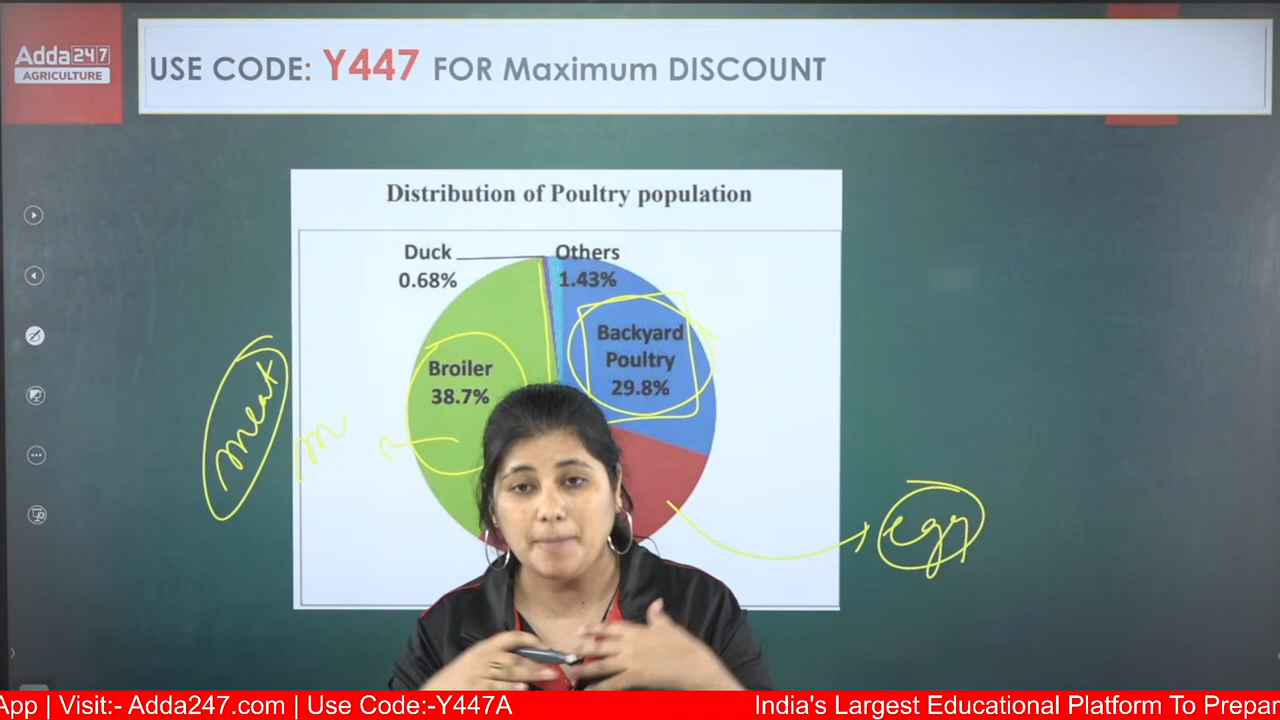 Adda247
AGRICULTURE
USE CODE: Y447 FOR Maximum DISCOUNT
Distribution of Poultry population
Duck
0.68%
Others
1.43%
Backyard
Poultry
29.8%
Broiler
38.7%
meat
m
egg
App | Visit:- Adda247.com | Use Code:-Y447A
India's Largest Educational Platform To Prepar